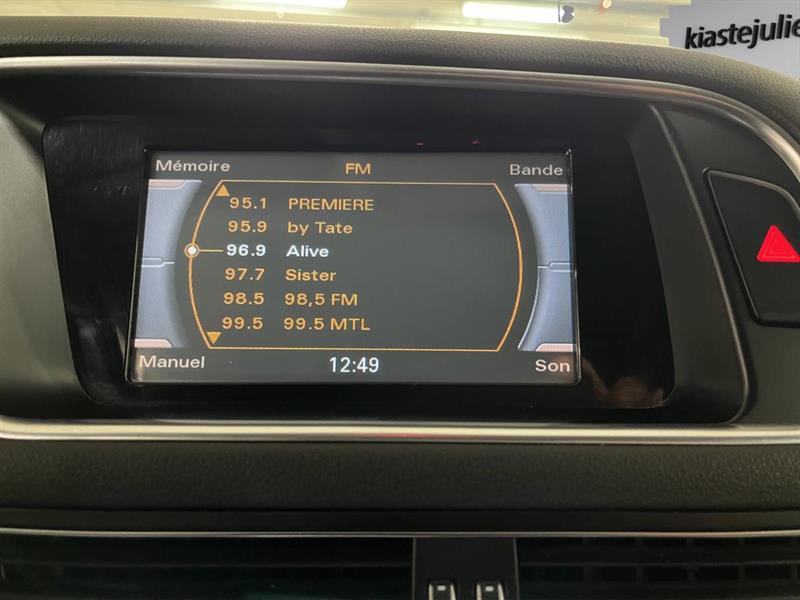 kiastejulie
Mémoire FM Bande
95.1 PREMIERE
95.9 by Tate
96.9 Alive
97.7 Sister
98.5 98,5 FM
99.5 99.5 MTL
Manuel 12:49 Son